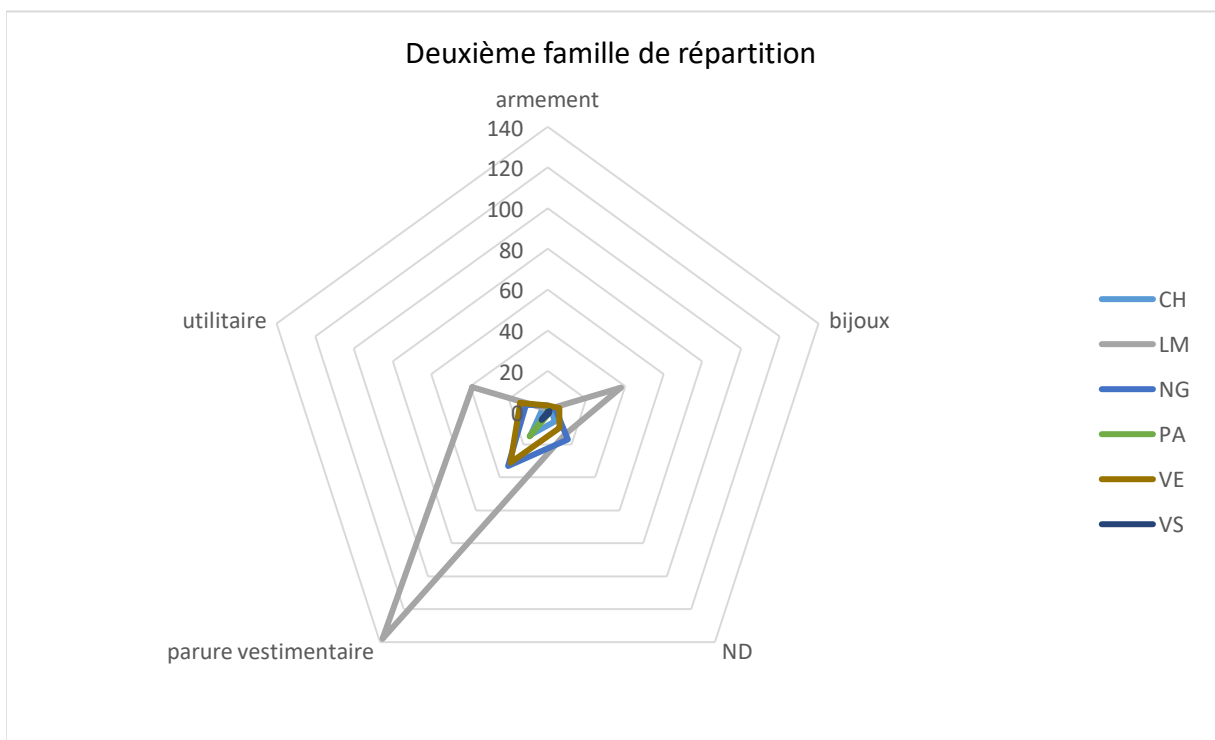 Deuxième famille de répartition
armement
140
120
100
80
60
40
20
0
bijoux
ND
parure vestimentaire
utilitaire
CH
LM
NG
PA
VE
VS